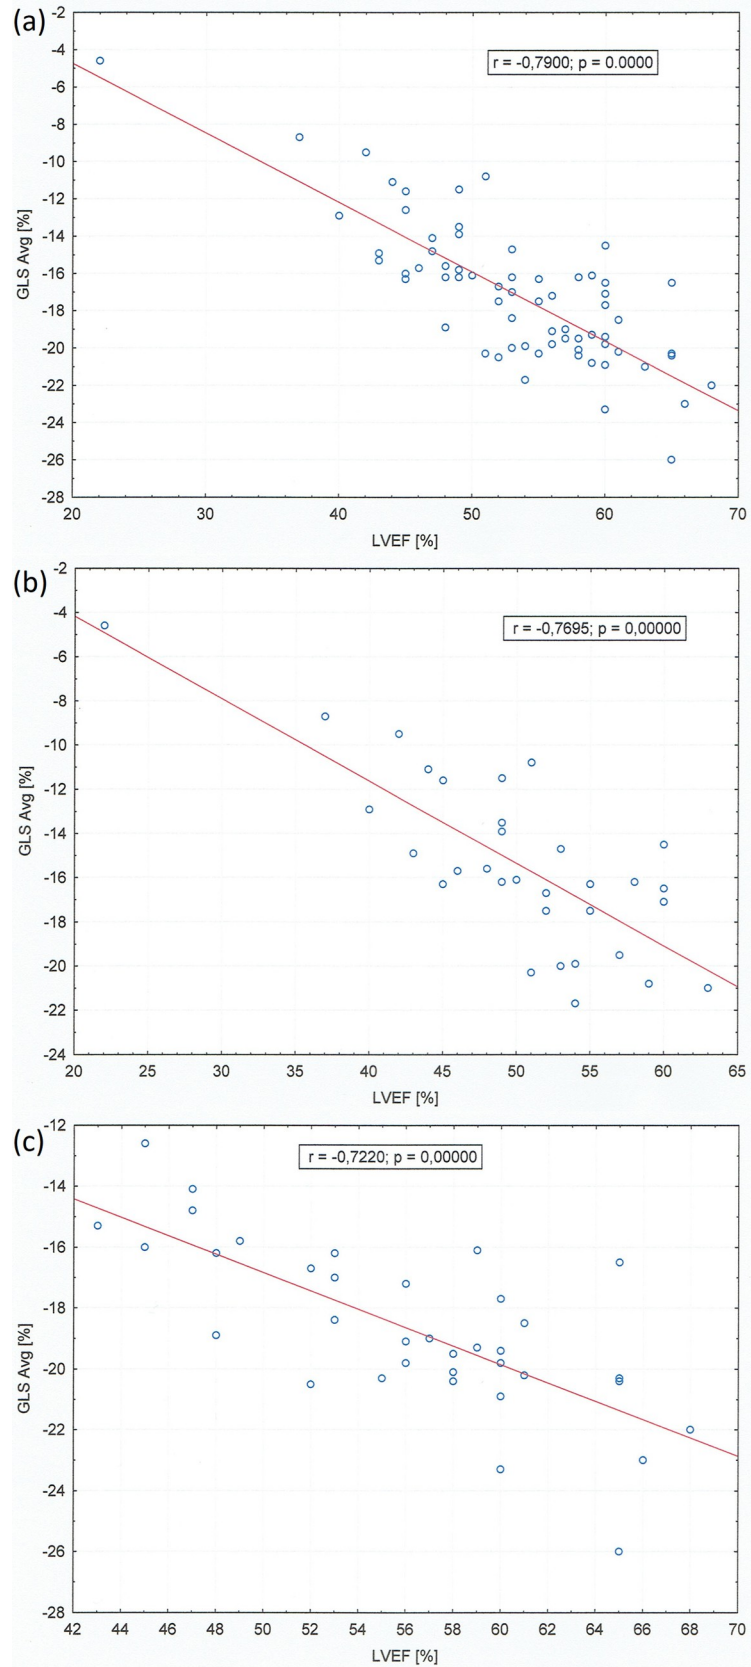 (a)
-2
-4
-6
-8
-10
-12
-14
-16
-18
-20
-22
-24
-26
-28
GLS Avg [%]
r = -0,7900; p = 0.0000
20 30 40 50 60 70
LVEF [%]
(b)
-2
-4
-6
-8
-10
-12
-14
-16
-18
-20
-22
-24
GLS Avg [%]
r = -0,7695; p = 0,00000
20 25 30 35 40 45 50 55 60 65
LVEF [%]
(c)
-12
-14
-16
-18
-20
-22
-24
-26
-28
GLS Avg [%]
r = -0,7220; p = 0,00000
42 44 46 48 50 52 54 56 58 60 62 64 66 68 70
LVEF [%]